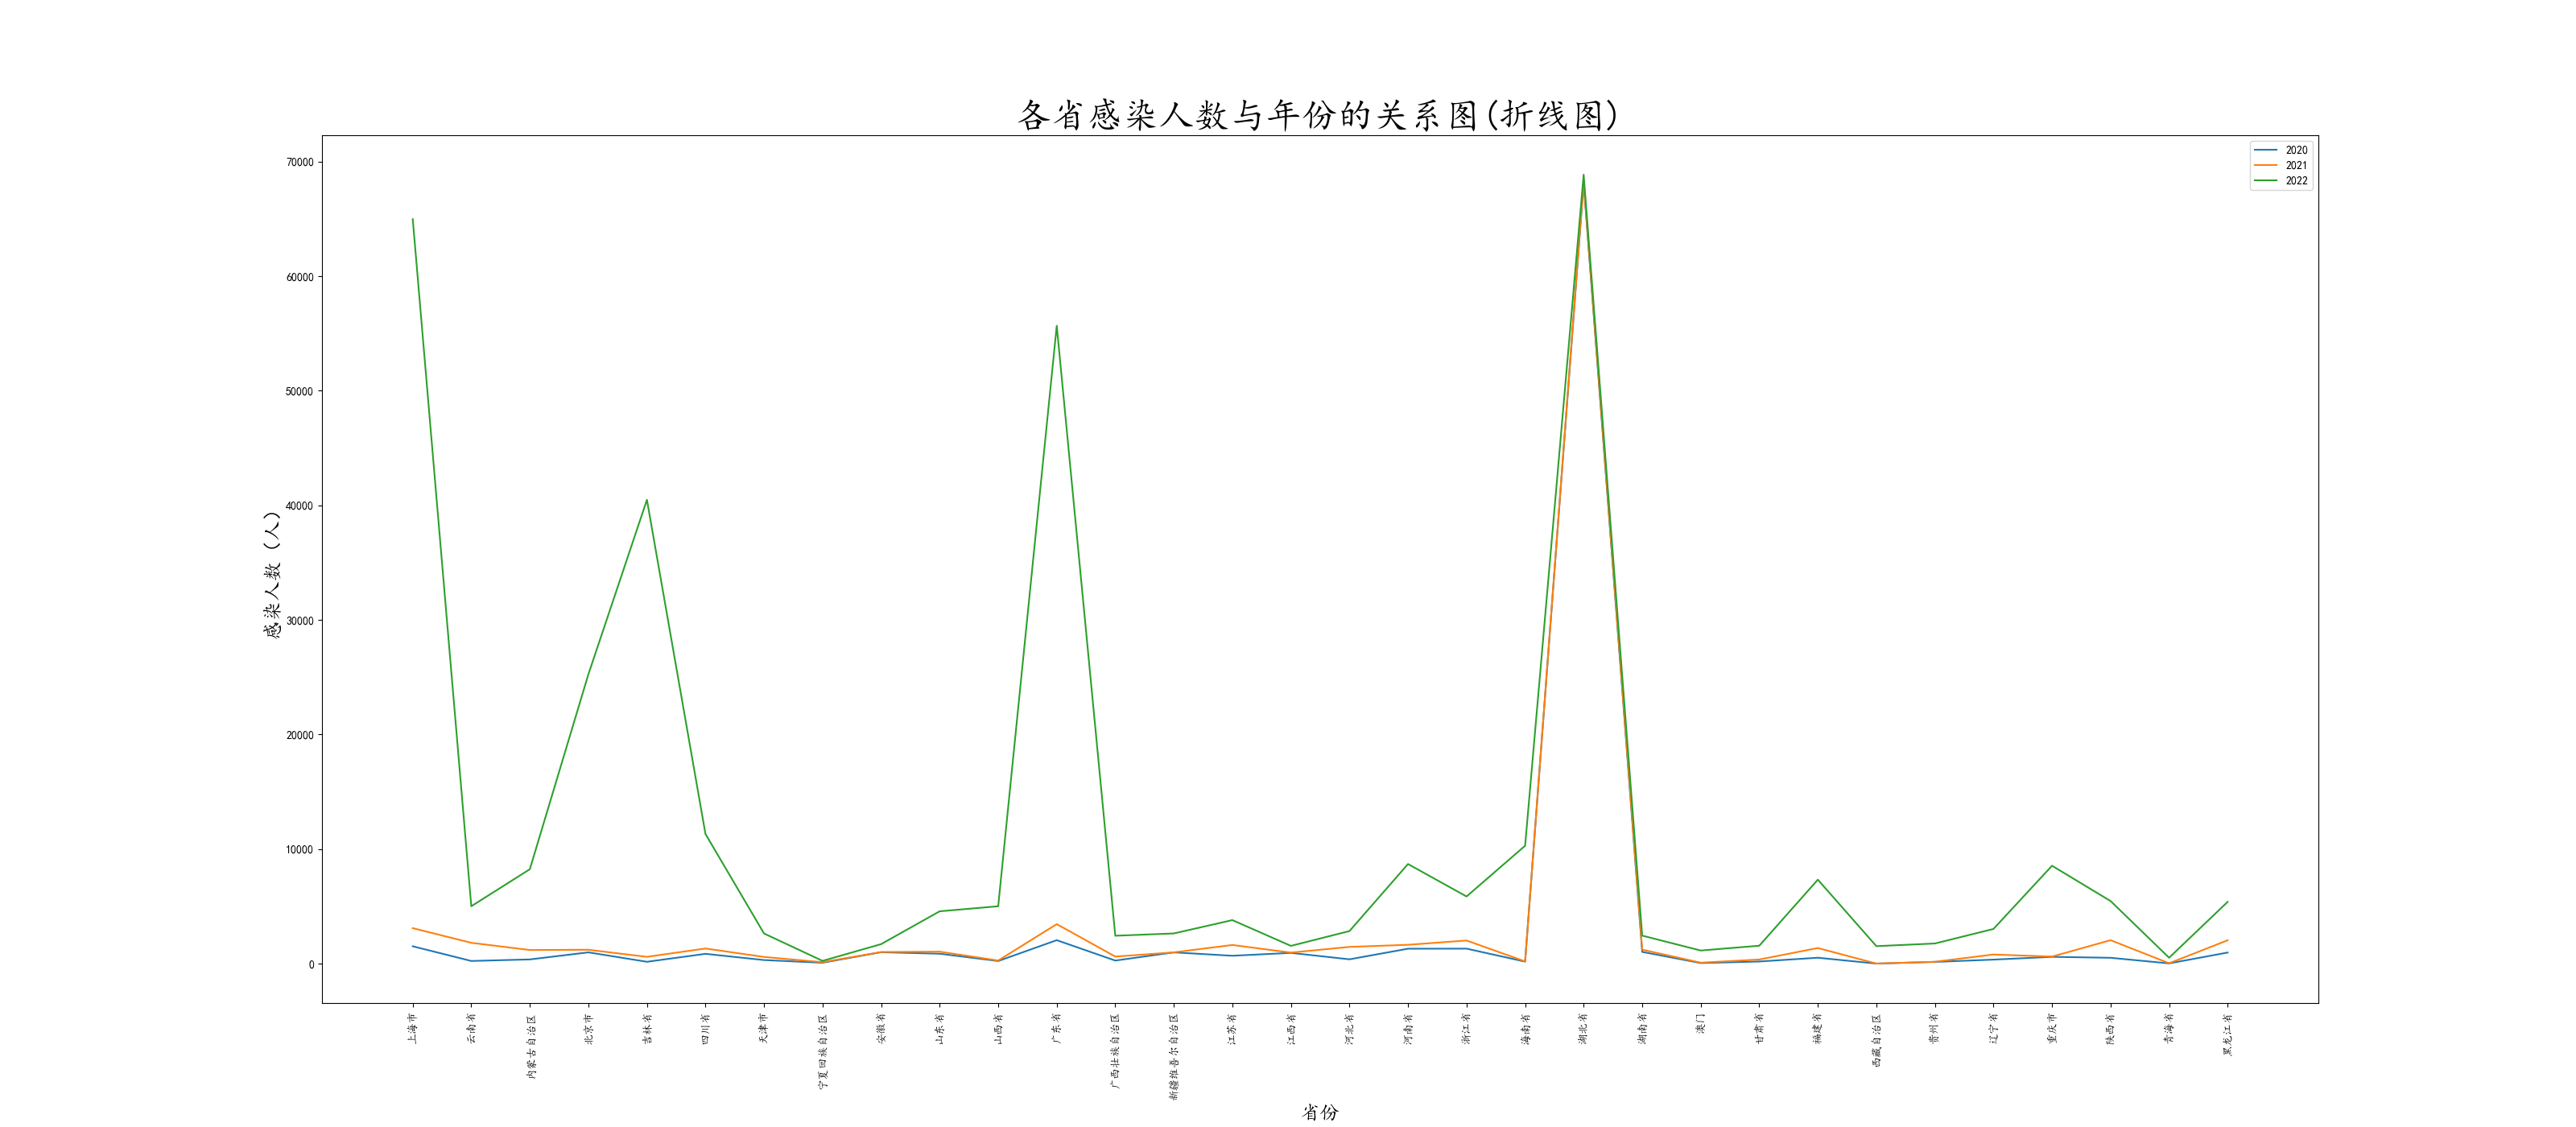 各省感染人数与年份的关系图(折线图)
2020
2021
2022
感染人数 (人)
70000
60000
50000
40000
30000
20000
10000
0
上海市
云南省
内蒙古自治区
北京市
吉林省
四川省
天津市
宁夏回族自治区
安徽省
山东省
山西省
广东省
广西壮族自治区
新疆维吾尔自治区
江苏省
江西省
河北省
河南省
浙江省
海南省
湖北省
湖南省
澳门
甘肃省
福建省
西藏自治区
贵州省
辽宁省
重庆市
陕西省
青海省
黑龙江省
省份